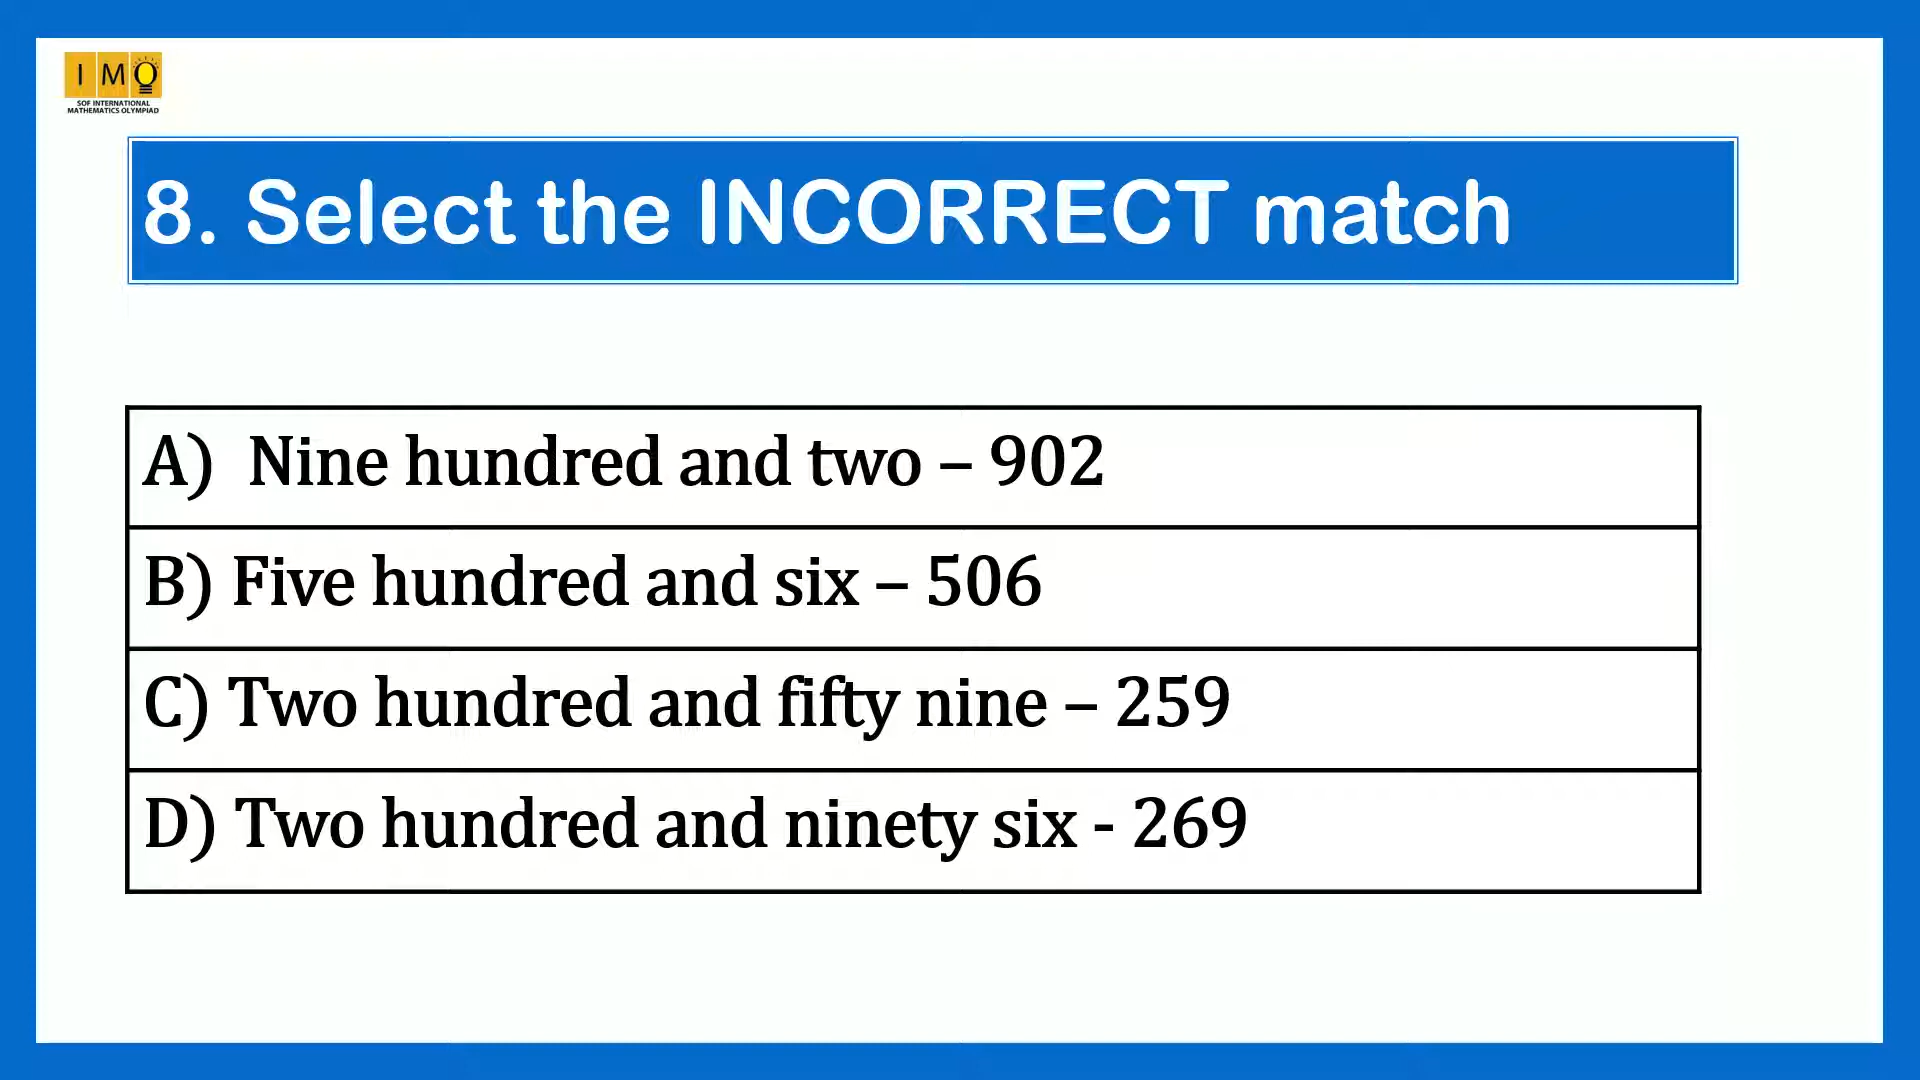 I M O
SOF INTERNATIONAL
MATHEMATICS OLYMPIAD
8. Select the INCORRECT match
A) Nine hundred and two – 902
B) Five hundred and six – 506
C) Two hundred and fifty nine – 259
D) Two hundred and ninety six - 269